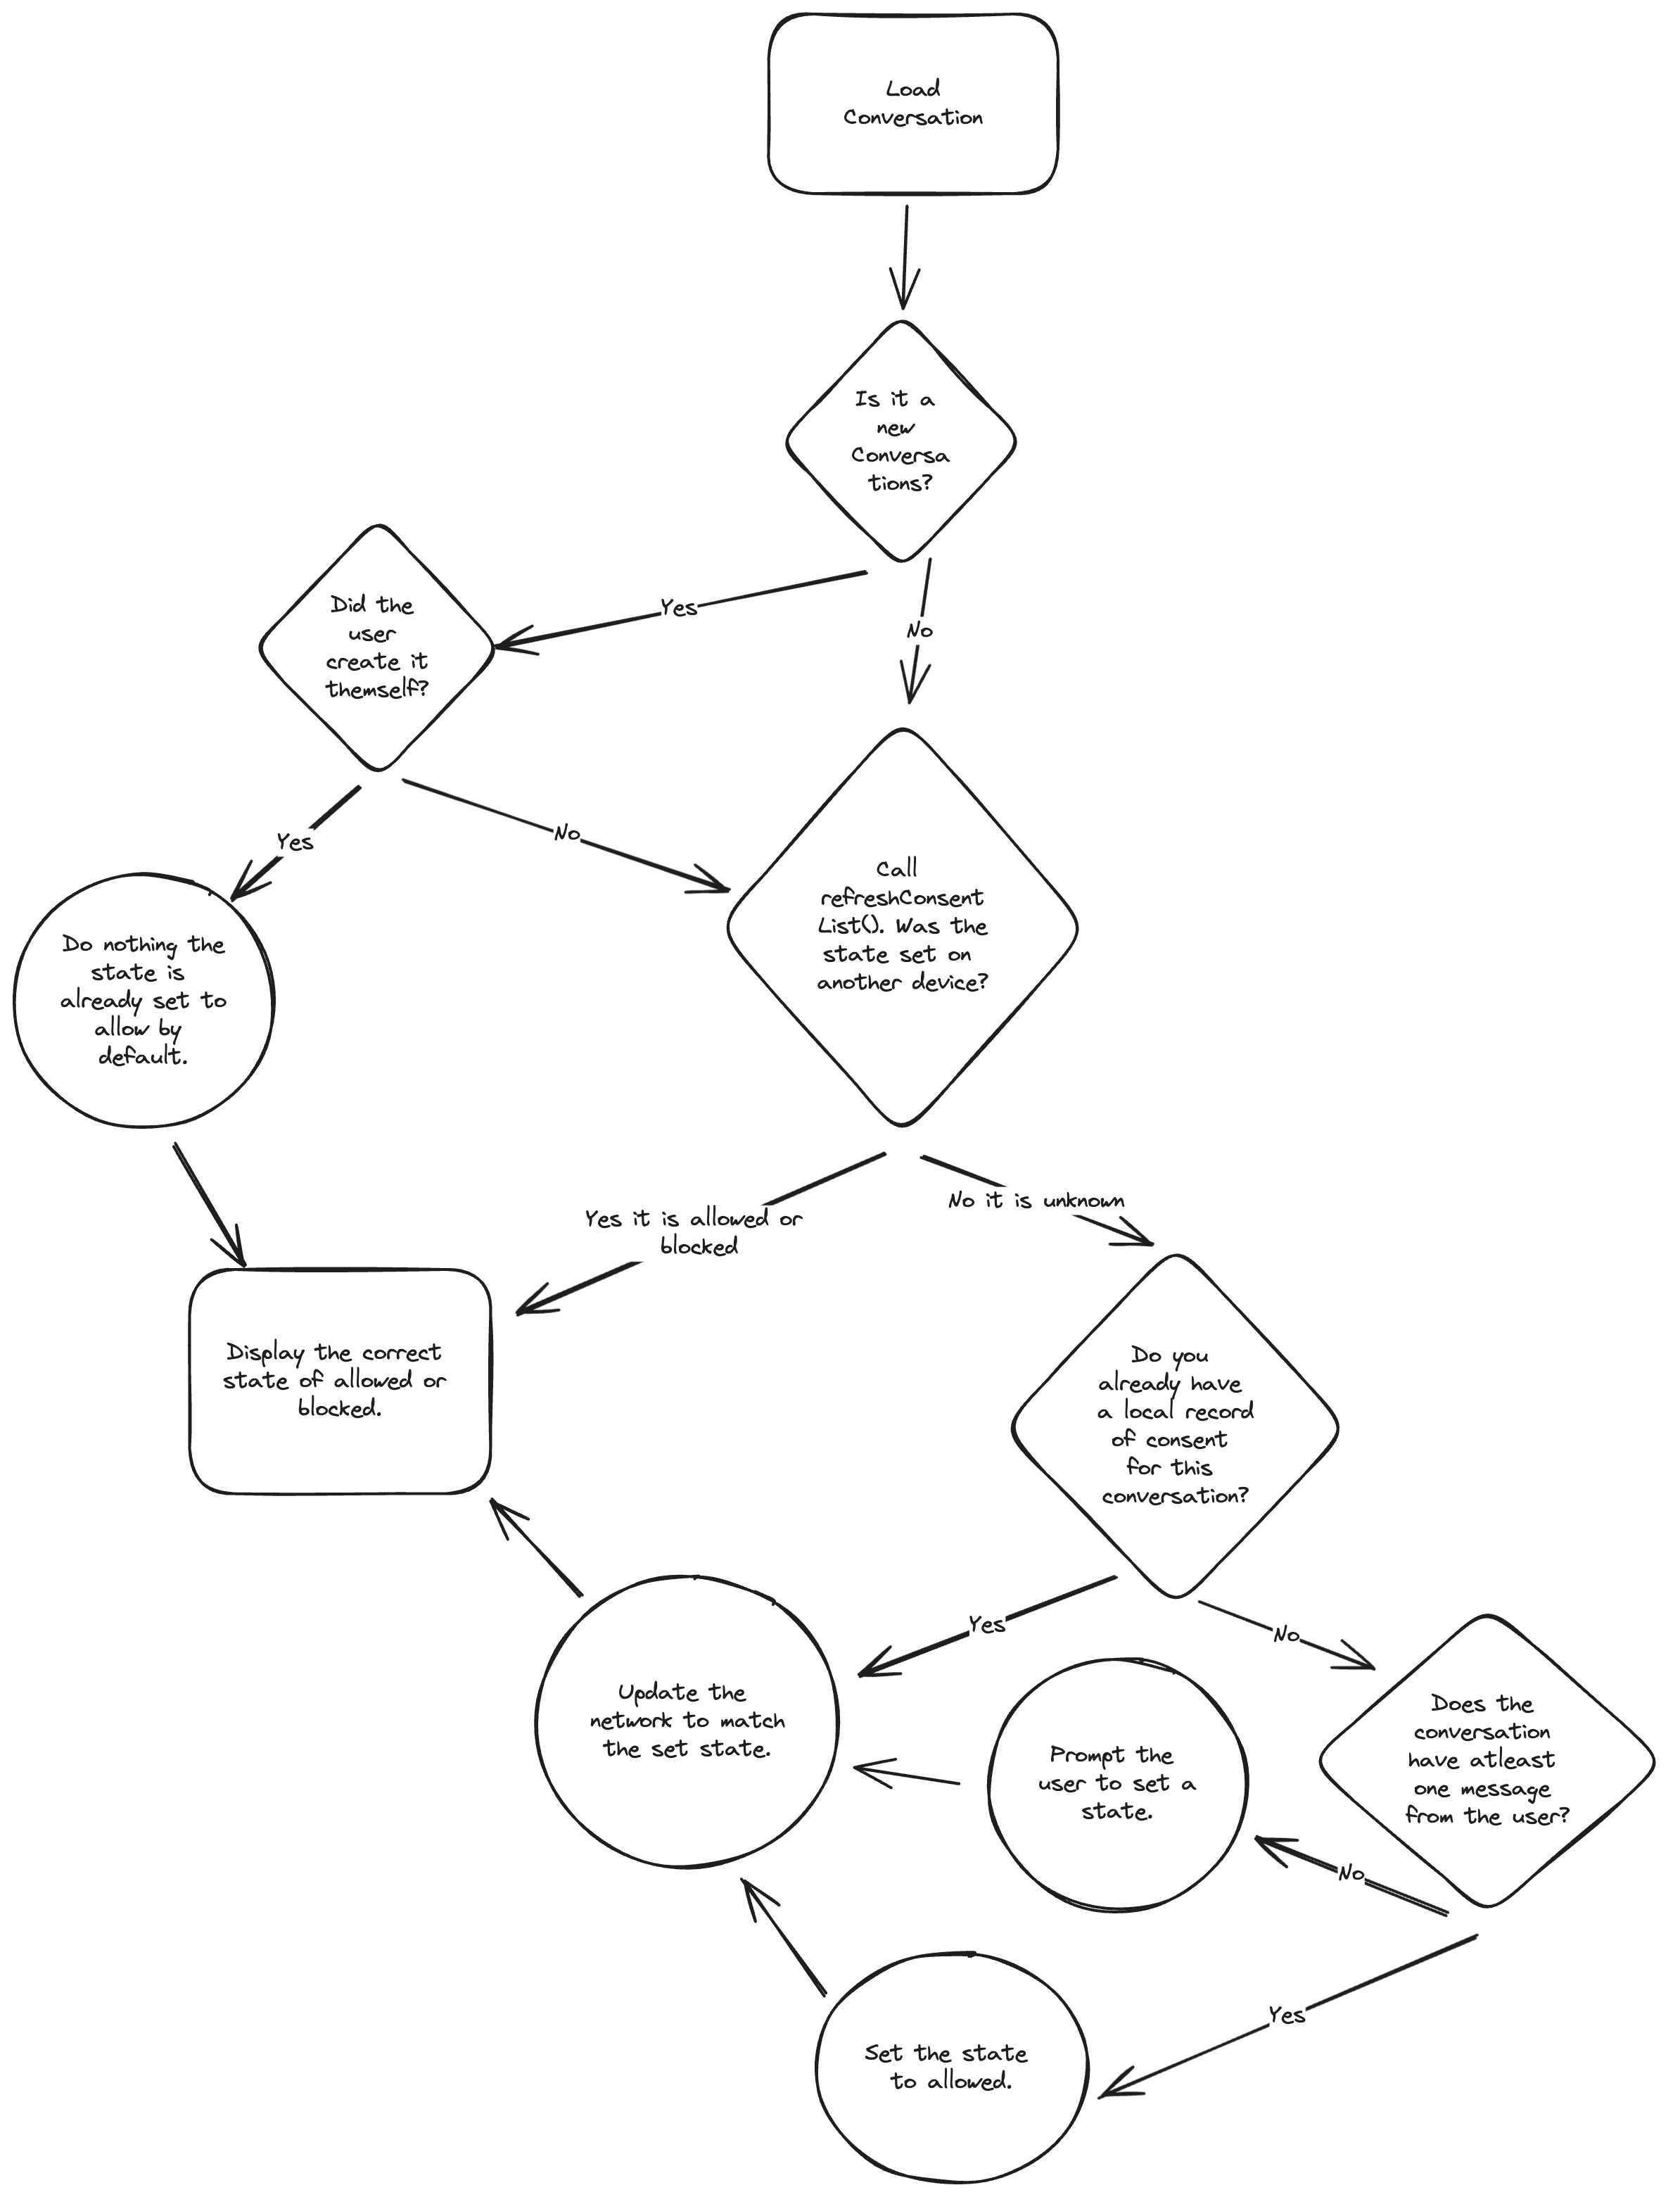 Load
Conversation
Is it a
new
Conversa
tions?
Yes
No
Did the
user
create it
themself?
Yes
No
Do nothing the
state is
already set to
allow by
default.
Call
refreshConsent
List(). Was the
state set on
another device?
Yes it is allowed or
blocked
No it is unknown
Display the correct
state of allowed or
blocked.
Do you
already have
a local record
of consent
for this
conversation?
Yes
No
Update the
network to match
the set state.
Prompt the
user to set a
state.
Does the
conversation
have atleast
one message
from the user?
No
Yes
Set the state
to allowed.